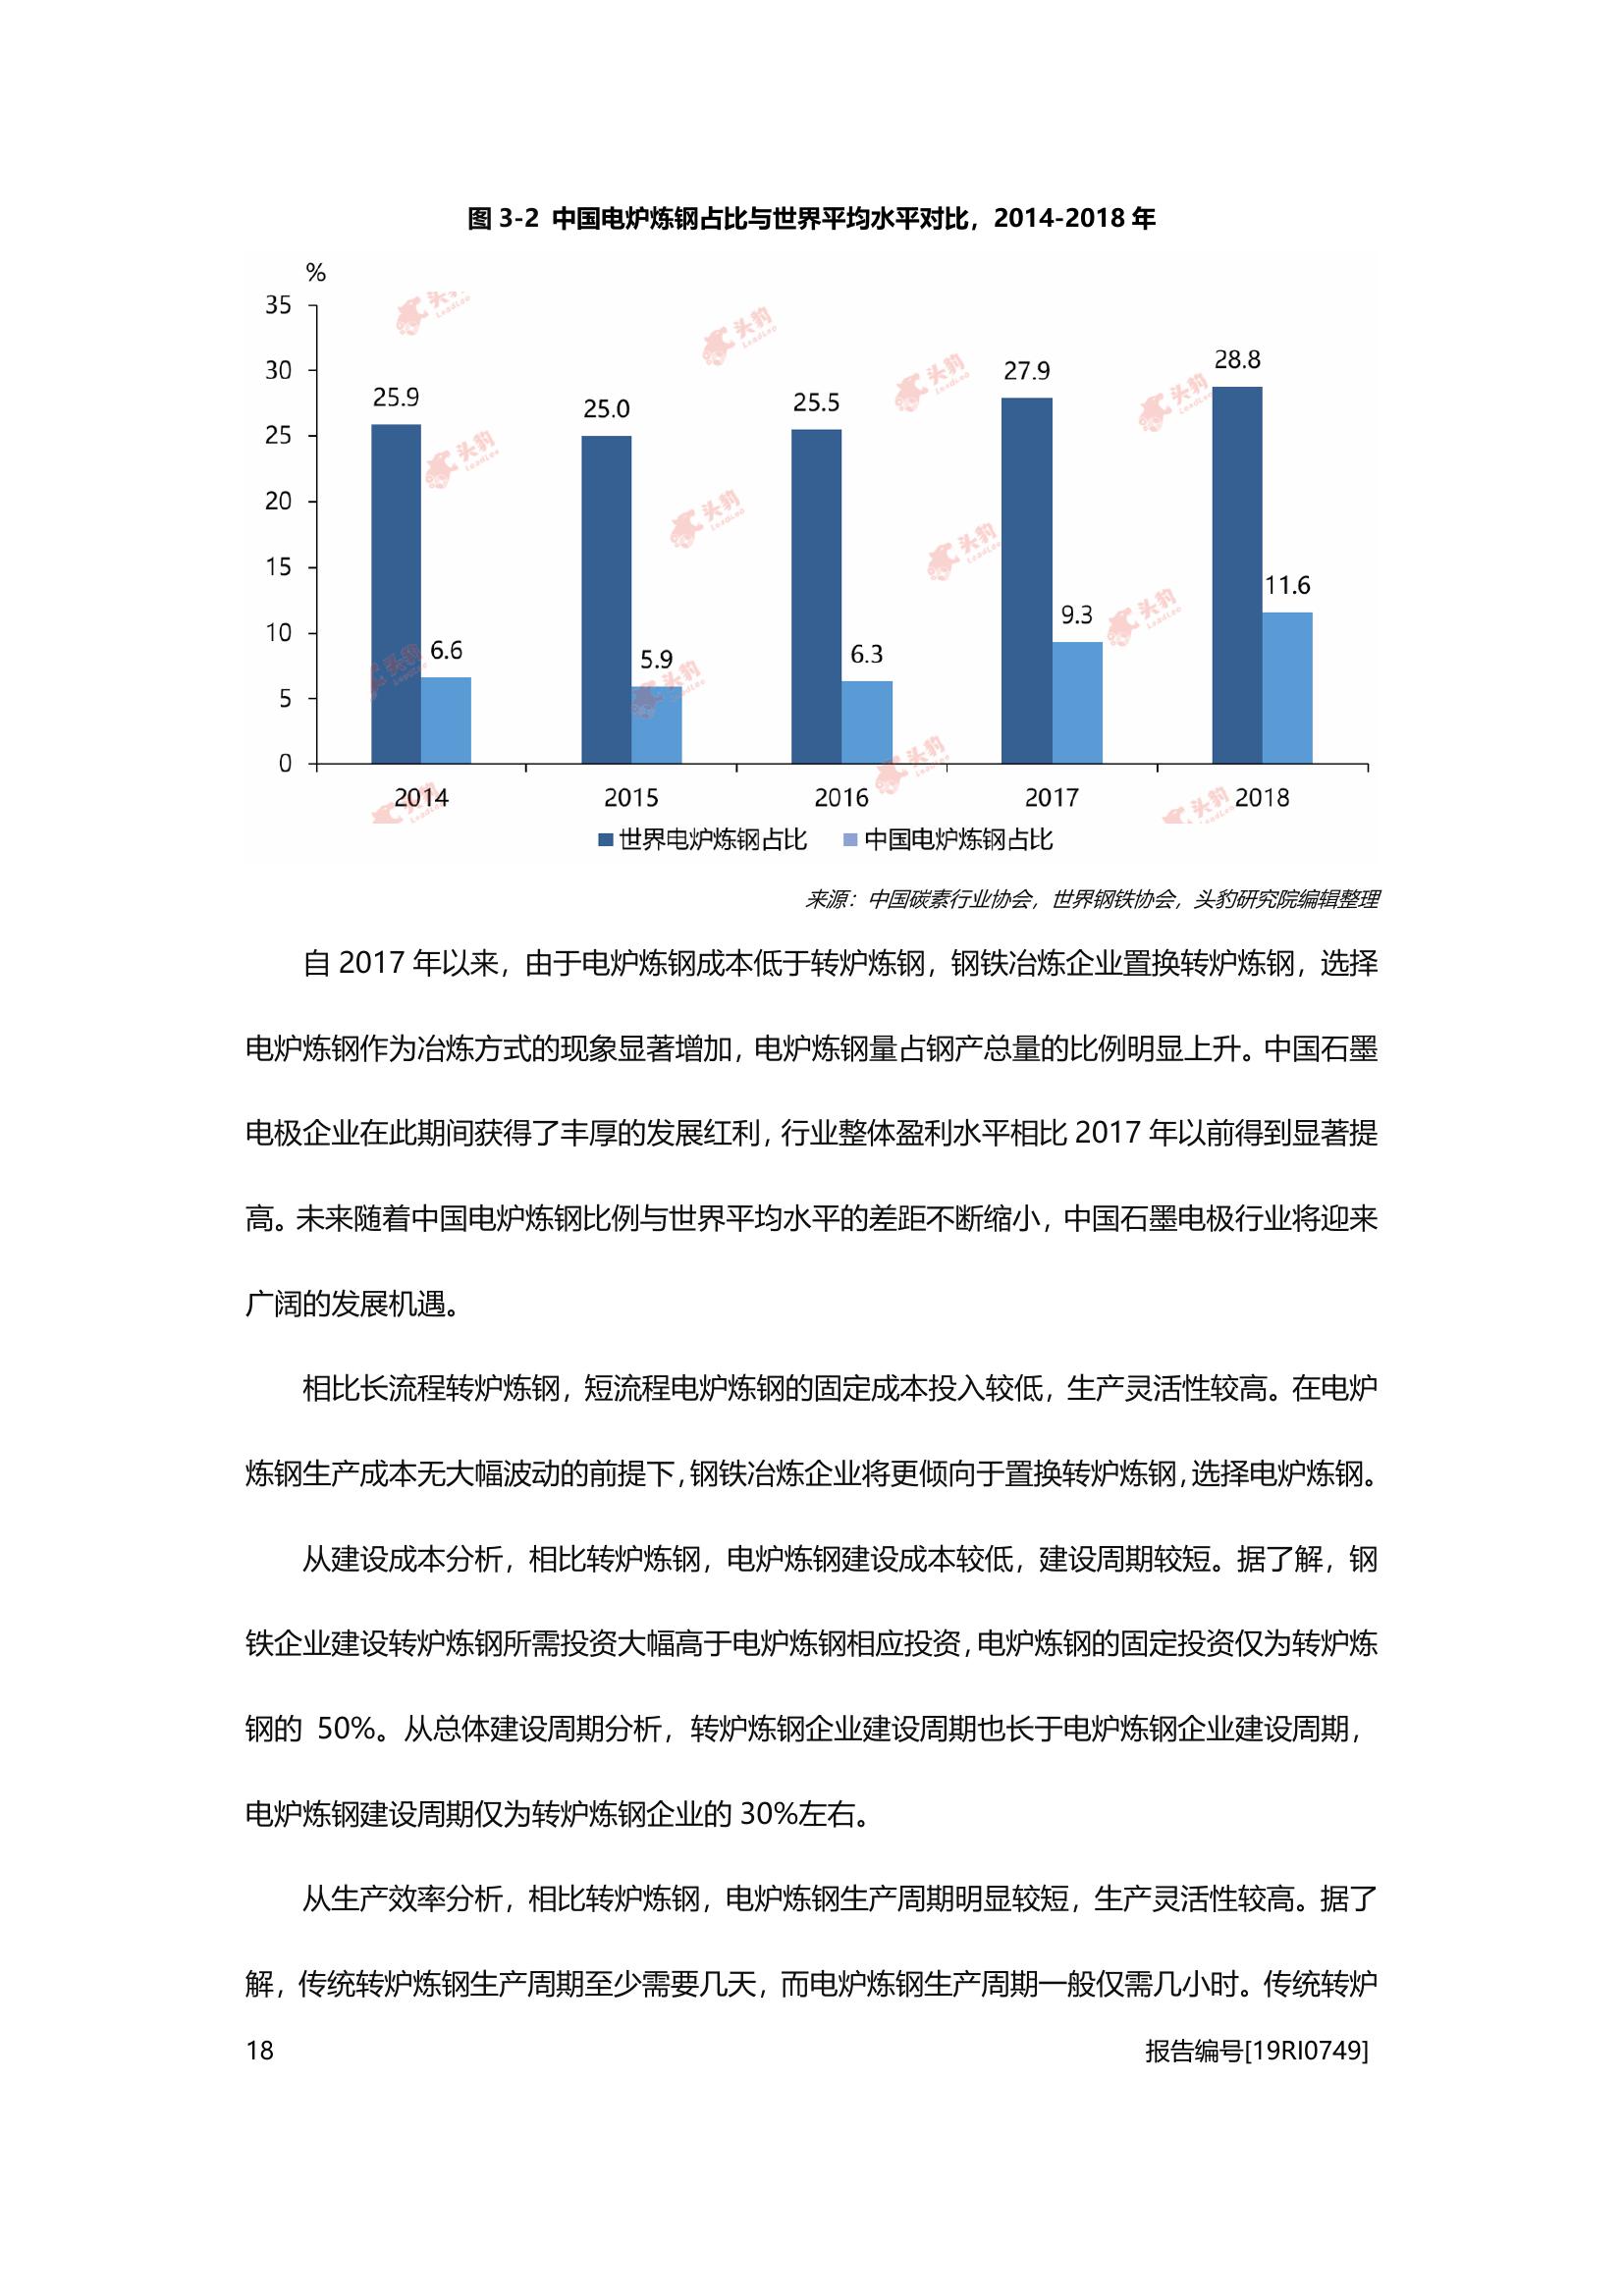 图 3-2 中国电炉炼钢占比与世界平均水平对比，2014-2018 年
%
35
30
25
20
15
10
5
0
25.9
6.6
25.0
5.9
25.5
6.3
27.9
9.3
28.8
11.6
2014
2015
2016
2017
2018
世界电炉炼钢占比
中国电炉炼钢占比
头豹
LeadLeo
来源：中国碳素行业协会，世界钢铁协会，头豹研究院编辑整理
自 2017 年以来，由于电炉炼钢成本低于转炉炼钢，钢铁冶炼企业置换转炉炼钢，选择
电炉炼钢作为冶炼方式的现象显著增加，电炉炼钢量占钢产总量的比例明显上升。中国石墨
电极企业在此期间获得了丰厚的发展红利，行业整体盈利水平相比 2017 年以前得到显著提
高。未来随着中国电炉炼钢比例与世界平均水平的差距不断缩小，中国石墨电极行业将迎来
广阔的发展机遇。
相比长流程转炉炼钢，短流程电炉炼钢的固定成本投入较低，生产灵活性较高。在电炉
炼钢生产成本无大幅波动的前提下，钢铁冶炼企业将更倾向于置换转炉炼钢，选择电炉炼钢。
从建设成本分析，相比转炉炼钢，电炉炼钢建设成本较低，建设周期较短。据了解，钢
铁企业建设转炉炼钢所需投资大幅高于电炉炼钢相应投资，电炉炼钢的固定投资仅为转炉炼
钢的 50%。从总体建设周期分析，转炉炼钢企业建设周期也长于电炉炼钢企业建设周期，
电炉炼钢建设周期仅为转炉炼钢企业的 30%左右。
从生产效率分析，相比转炉炼钢，电炉炼钢生产周期明显较短，生产灵活性较高。据了
解，传统转炉炼钢生产周期至少需要几天，而电炉炼钢生产周期一般仅需几小时。传统转炉
18
报告编号[19RI0749]